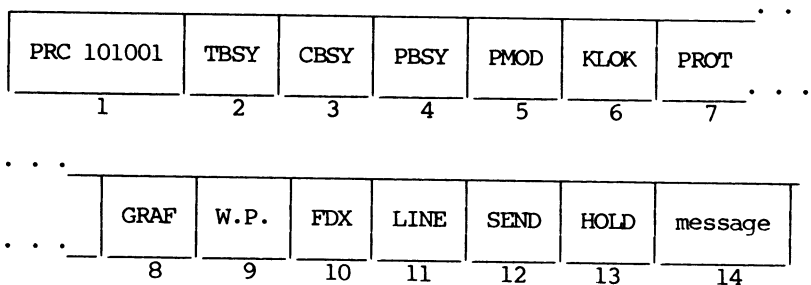 PRC 101001 TBSY CBSY PBSY PMOD KLOK PROT
1 2 3 4 5 6 7
GRAF W.P. FDX LINE SEND HOLD message
8 9 10 11 12 13 14